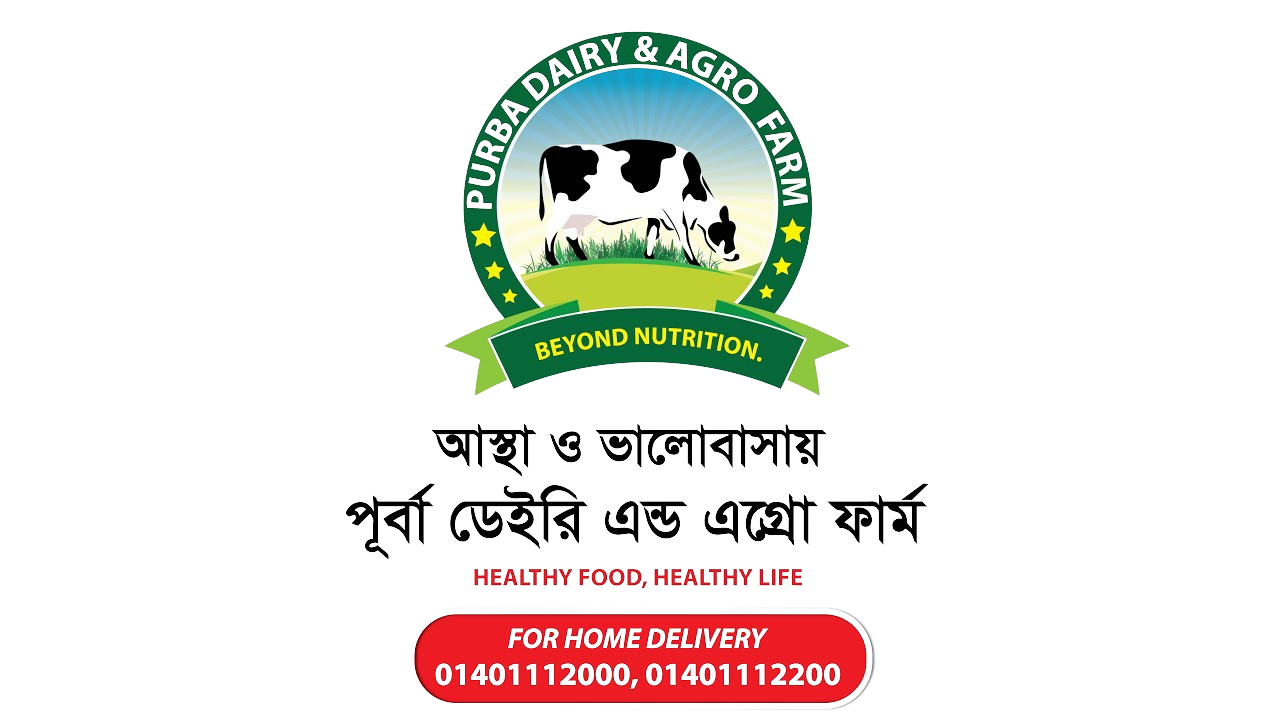 PURBA DAIRY & AGRO FARM
BEYOND NUTRITION.
আস্থা ও ভালোবাসায়
পূর্বা ডেইরি এন্ড এগ্রো ফার্ম
HEALTHY FOOD, HEALTHY LIFE
FOR HOME DELIVERY
01401112000, 01401112200